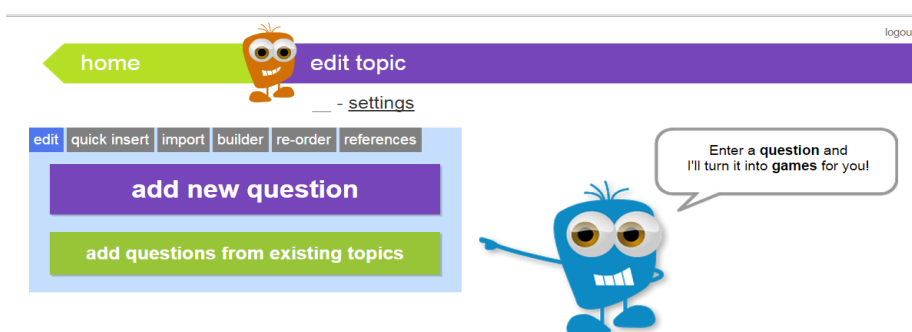 logou
home
edit topic
__ - settings
edit quick insert import builder re-order references
add new question
add questions from existing topics
Enter a question and
I'll turn it into games for you!